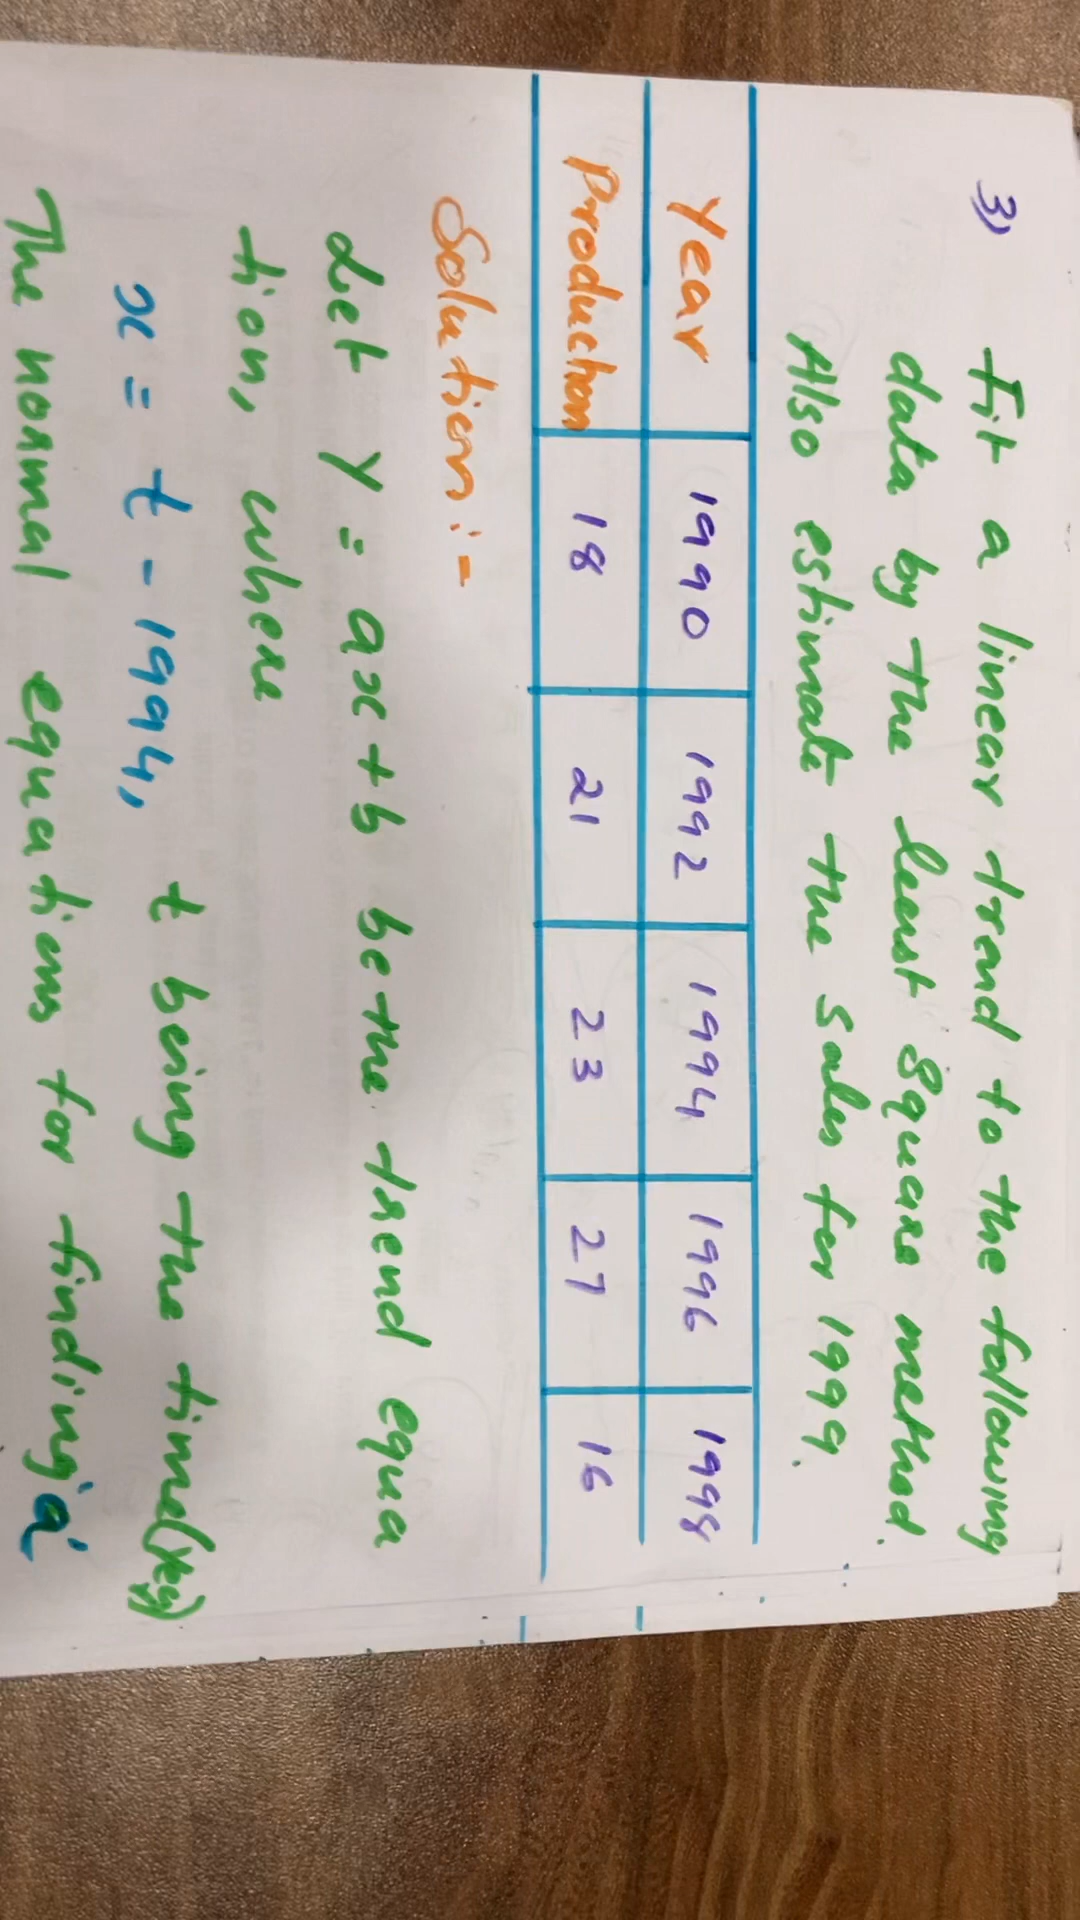 3) Fit a linear trend to the following
data by the least square method.
Also estimate the sales for 1999.
Year 1990 1992 1994 1996 1998
Production 18 21 23 27 16
Solution:-
Let Y = ax + b be the trend equa
tion, where
x = t - 1994, t being the time(yr)
The normal equations for finding 'a'